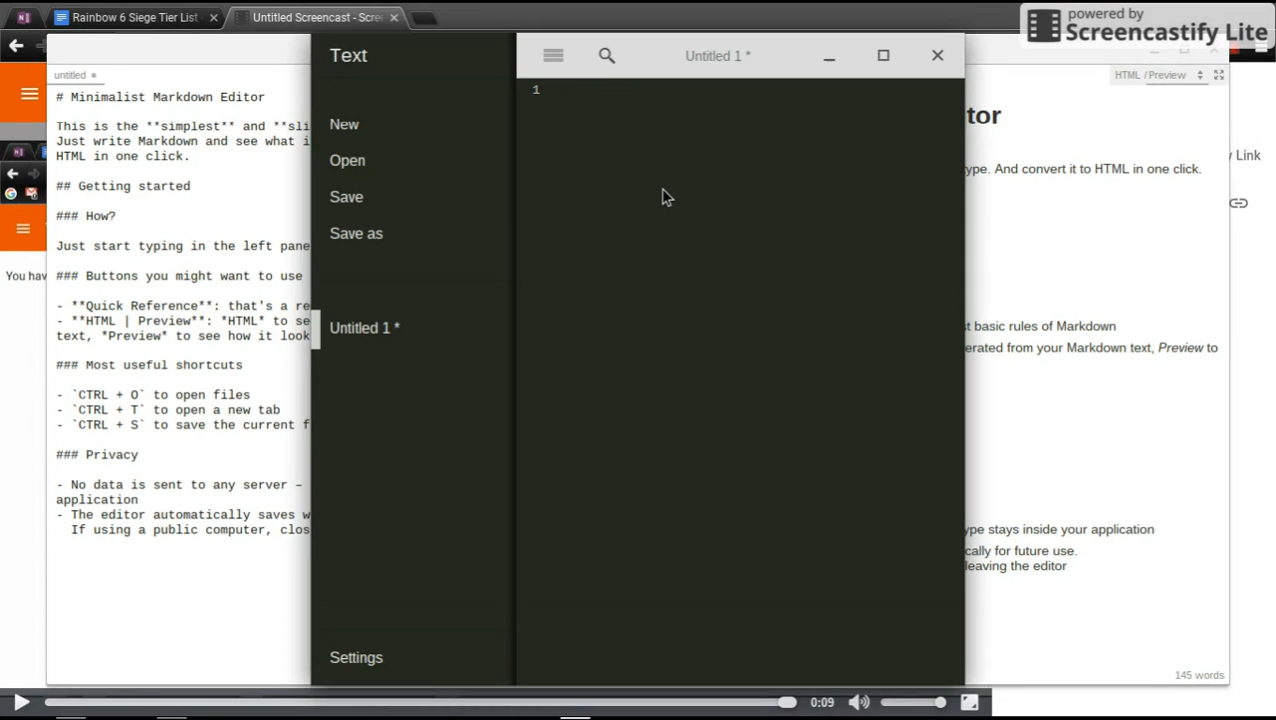 Rainbow 6 Siege Tier List -
Untitled Screencast - Scre
powered by
Screencastify Lite
untitled
HTML / Preview
# Minimalist Markdown Editor
This is the **simplest** and **sli
Just write Markdown and see what i
HTML in one click.
## Getting started
### How?
Just start typing in the left pane
### Buttons you might want to use
- **Quick Reference**: that's a re
- **HTML | Preview**: *HTML* to se
text, *Preview* to see how it look
### Most useful shortcuts
- `CTRL + O` to open files
- `CTRL + T` to open a new tab
- `CTRL + S` to save the current f
### Privacy
- No data is sent to any server –
application
- The editor automatically saves w
If using a public computer, clos
You hav
Text
New
Open
Save
Save as
Untitled 1 *
Settings
Untitled 1 *
1
tor
ype. And convert it to HTML in one click.
y Link
t basic rules of Markdown
erated from your Markdown text, Preview to
ype stays inside your application
cally for future use.
leaving the editor
145 words
0:09